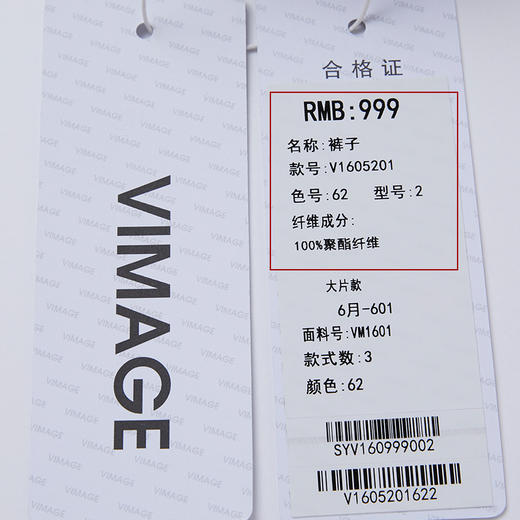 VIMAGE
合格证
RMB:999
名称:裤子
款号:V1605201
色号:62 型号:2
纤维成分:
100%聚酯纤维
大片款
6月-601
面料号:VM1601
款式数:3
颜色:62
SYV160999002
V1605201622